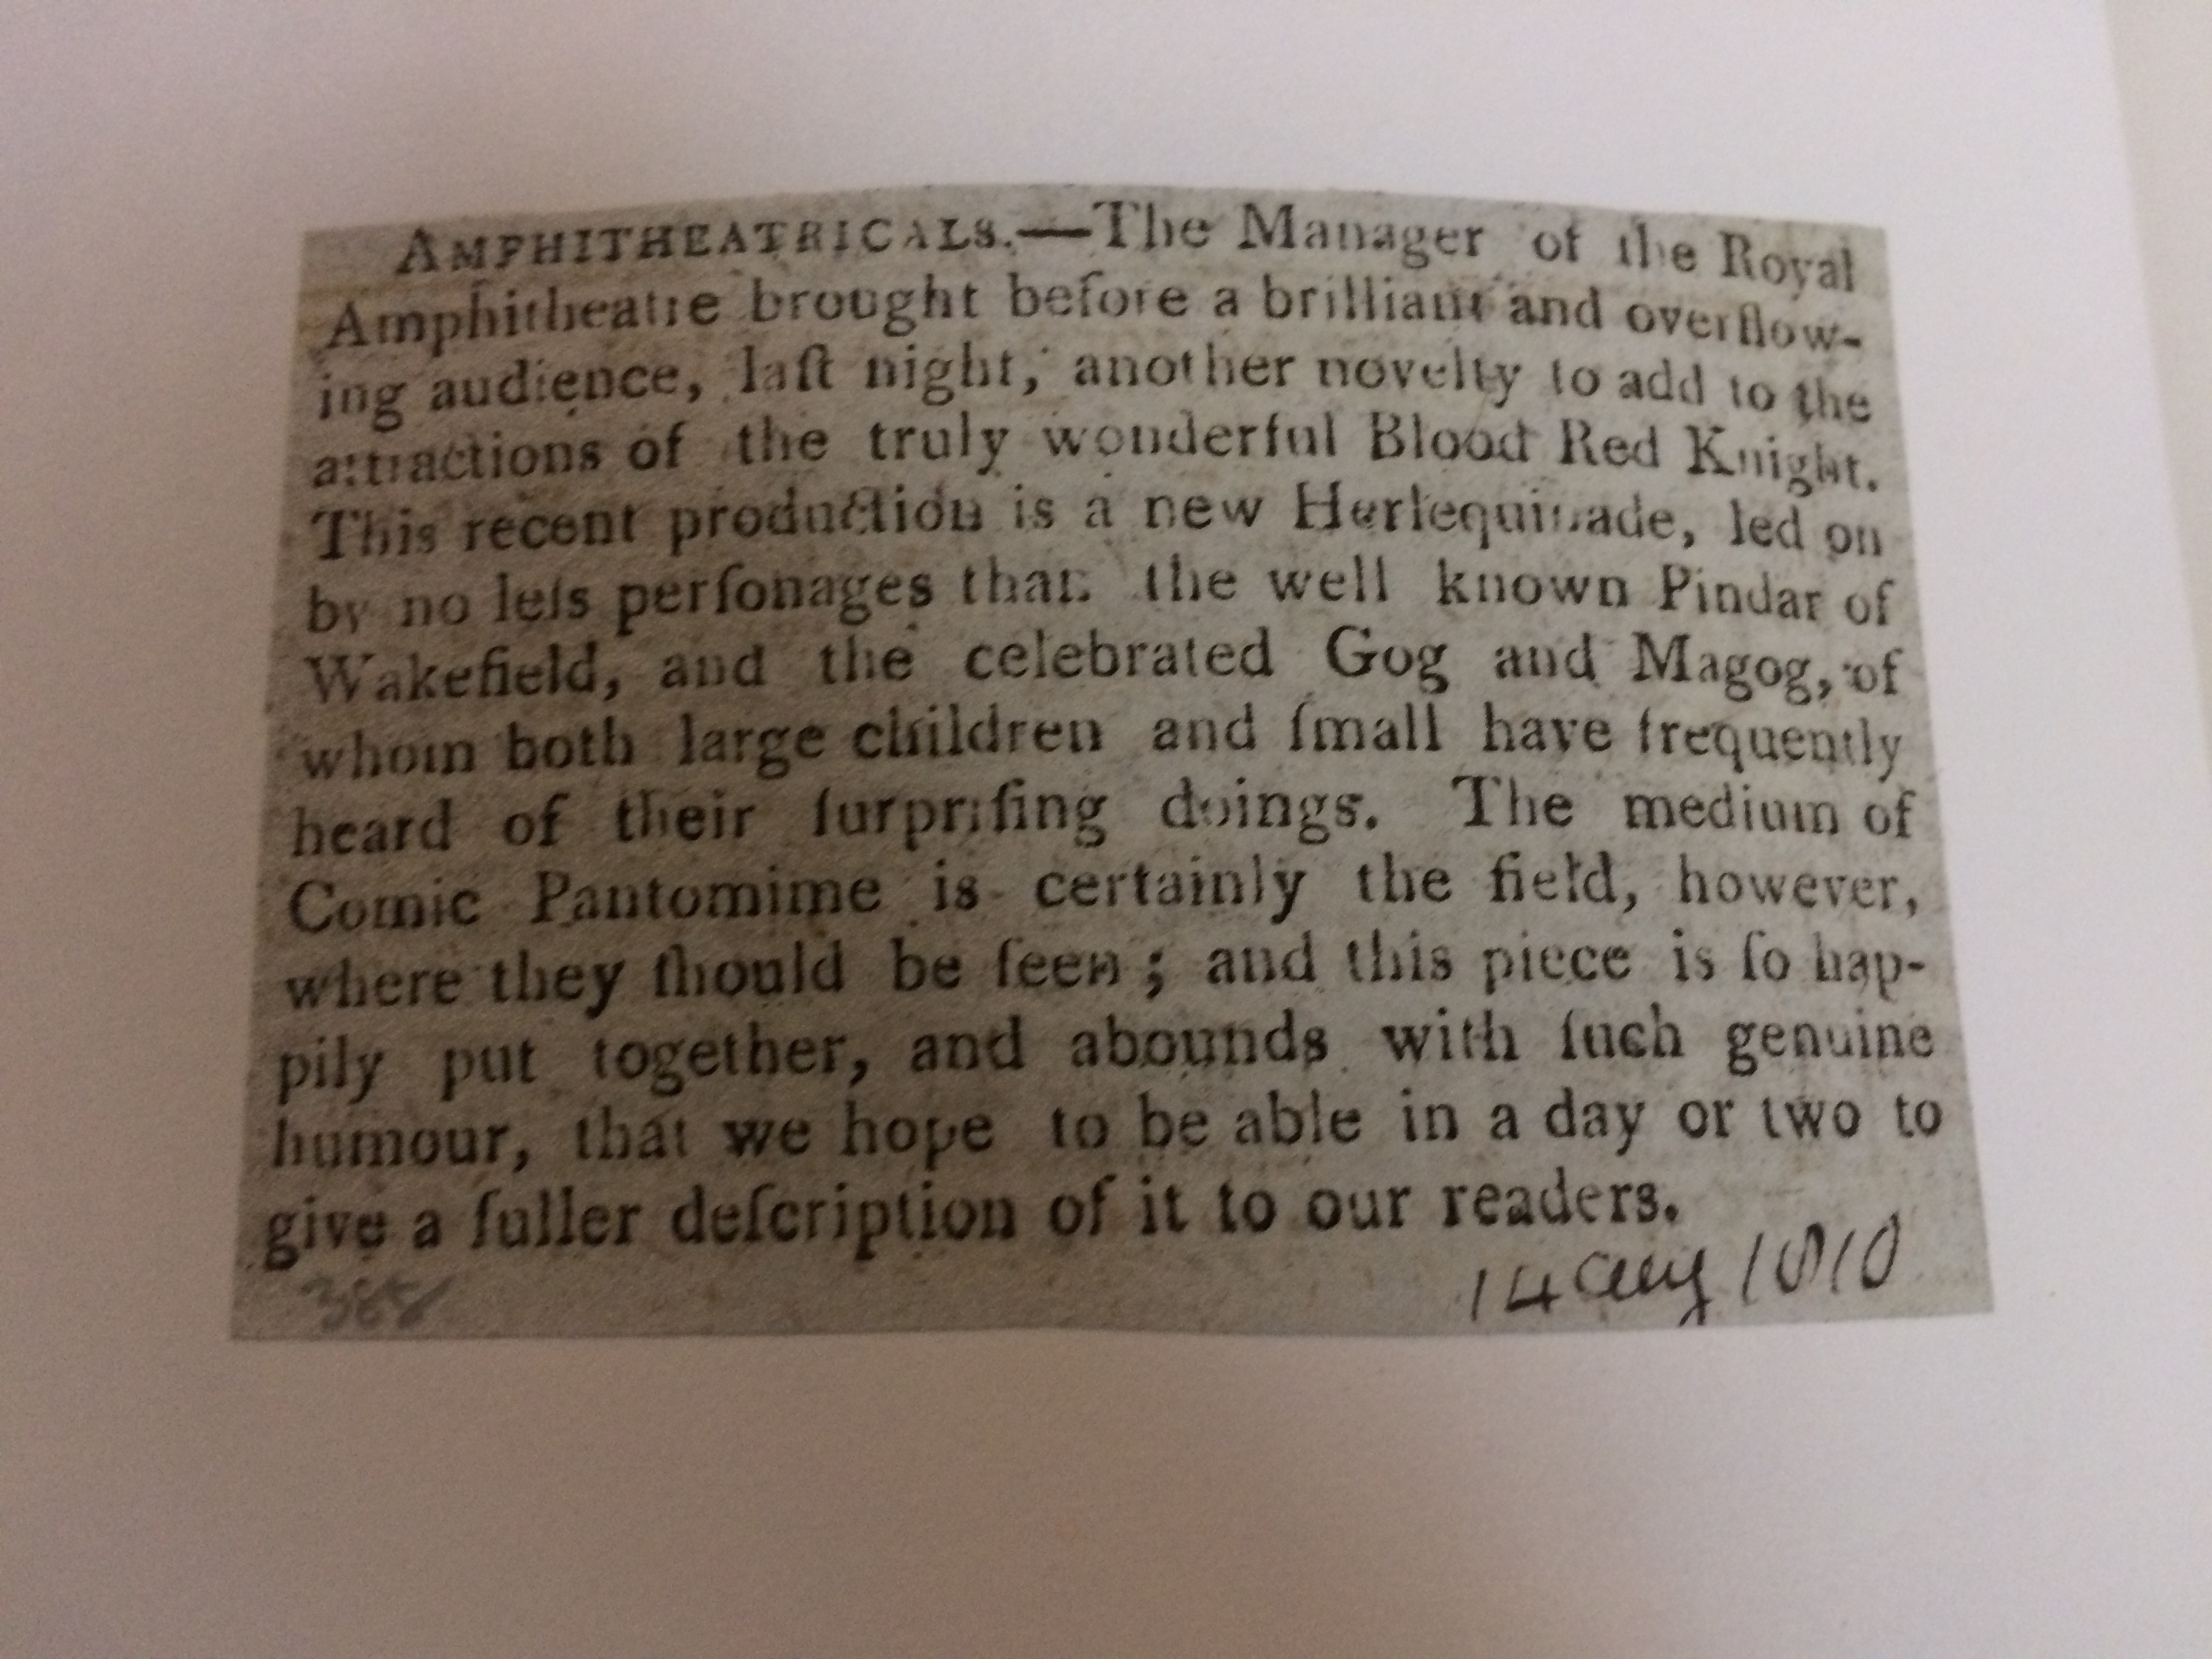 AMPHITHEATRICALS.—The Manager of the Royal
Amphitheatre brought before a brilliant and overflow-
ing audience, laſt night, another novelty to add to the
attractions of the truly wonderful Blood Red Knight.
This recent production is a new Herlequinade, led on
by no leſs perſonages than the well known Pindar of
Wakefield, and the celebrated Gog and Magog, of
whom both large children and ſmall have frequently
heard of their ſurpriſing doings. The medium of
Comic Pantomime is certainly the field, however,
where they ſhould be ſeen; and this piece is ſo hap-
pily put together, and abounds with ſuch genuine
humour, that we hope to be able in a day or two to
give a fuller deſcription of it to our readers.
14 Aug 1810